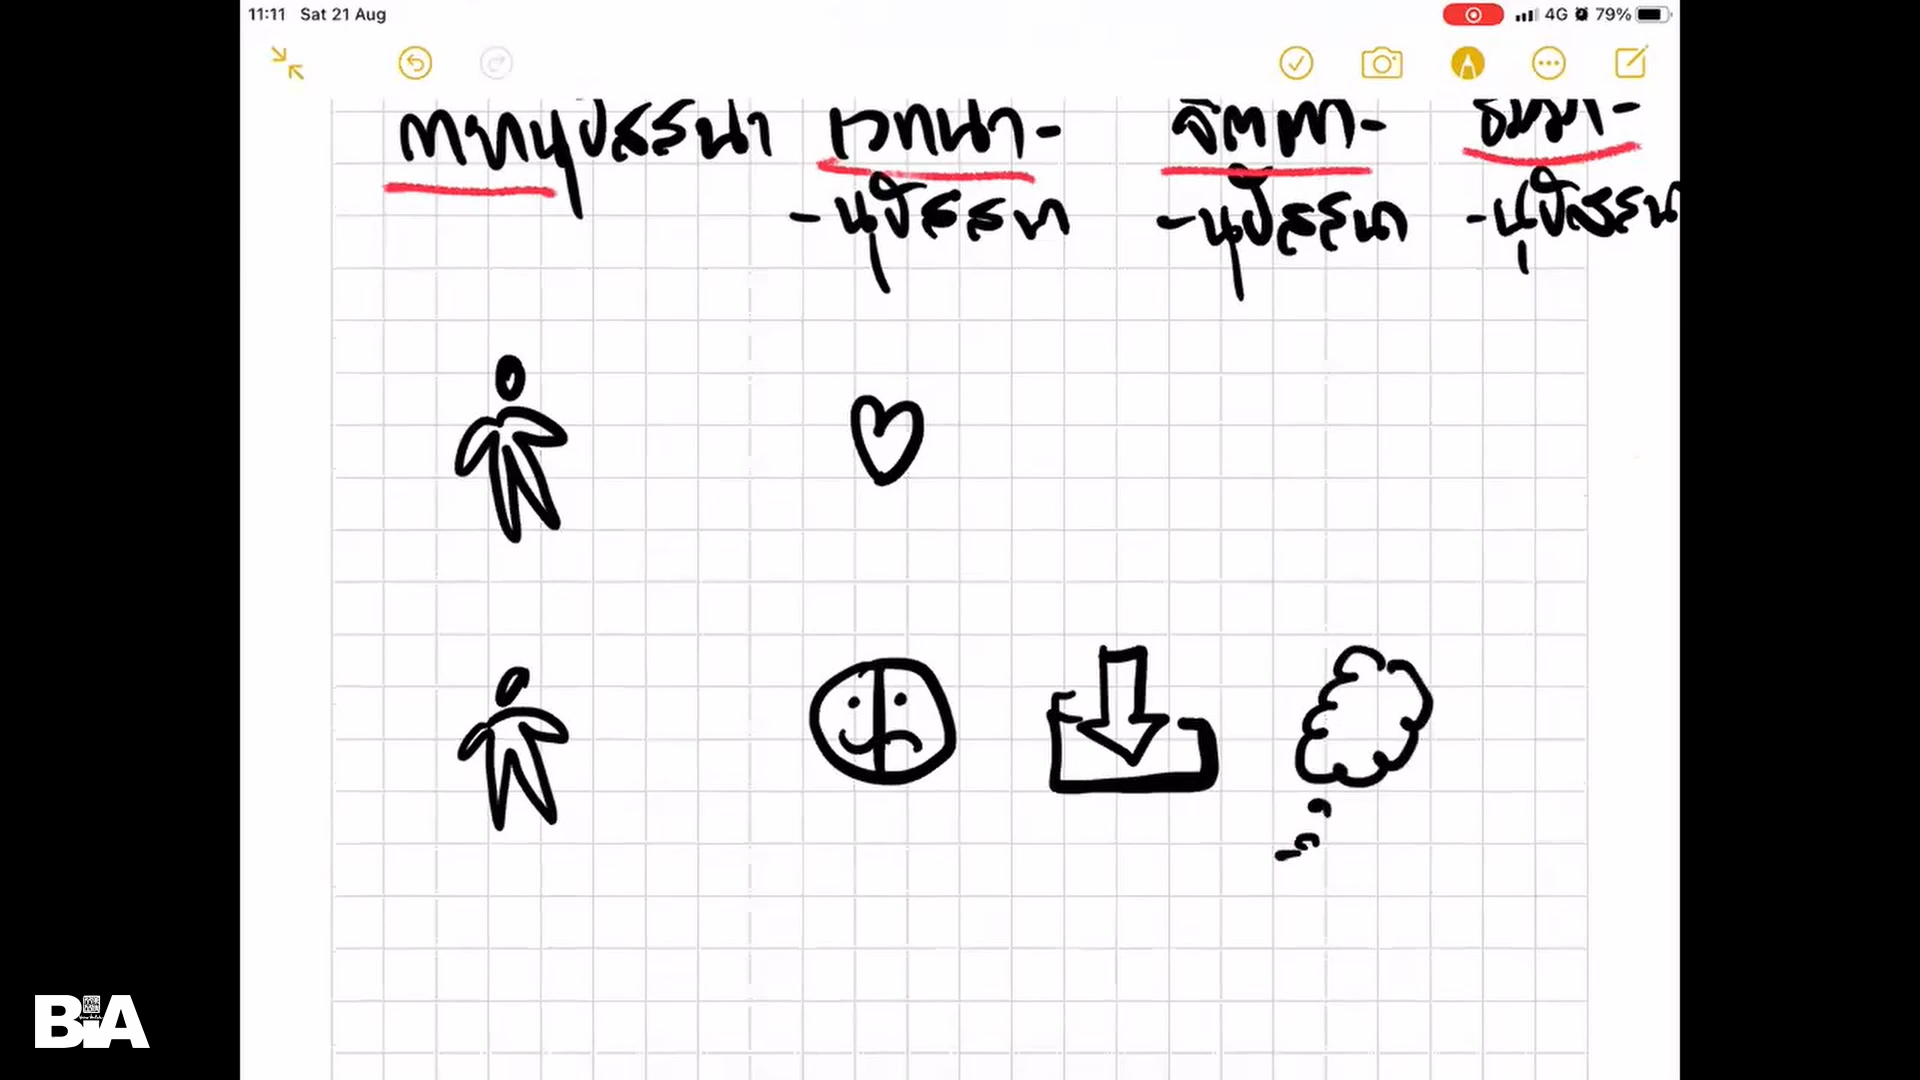 11:11 Sat 21 Aug 4G 79%
กายานุปัสสนา เวทนา- จิตตา- ธรรมา-
-นุปัสสนา -นุปัสสนา -นุปัสสนา
BiA